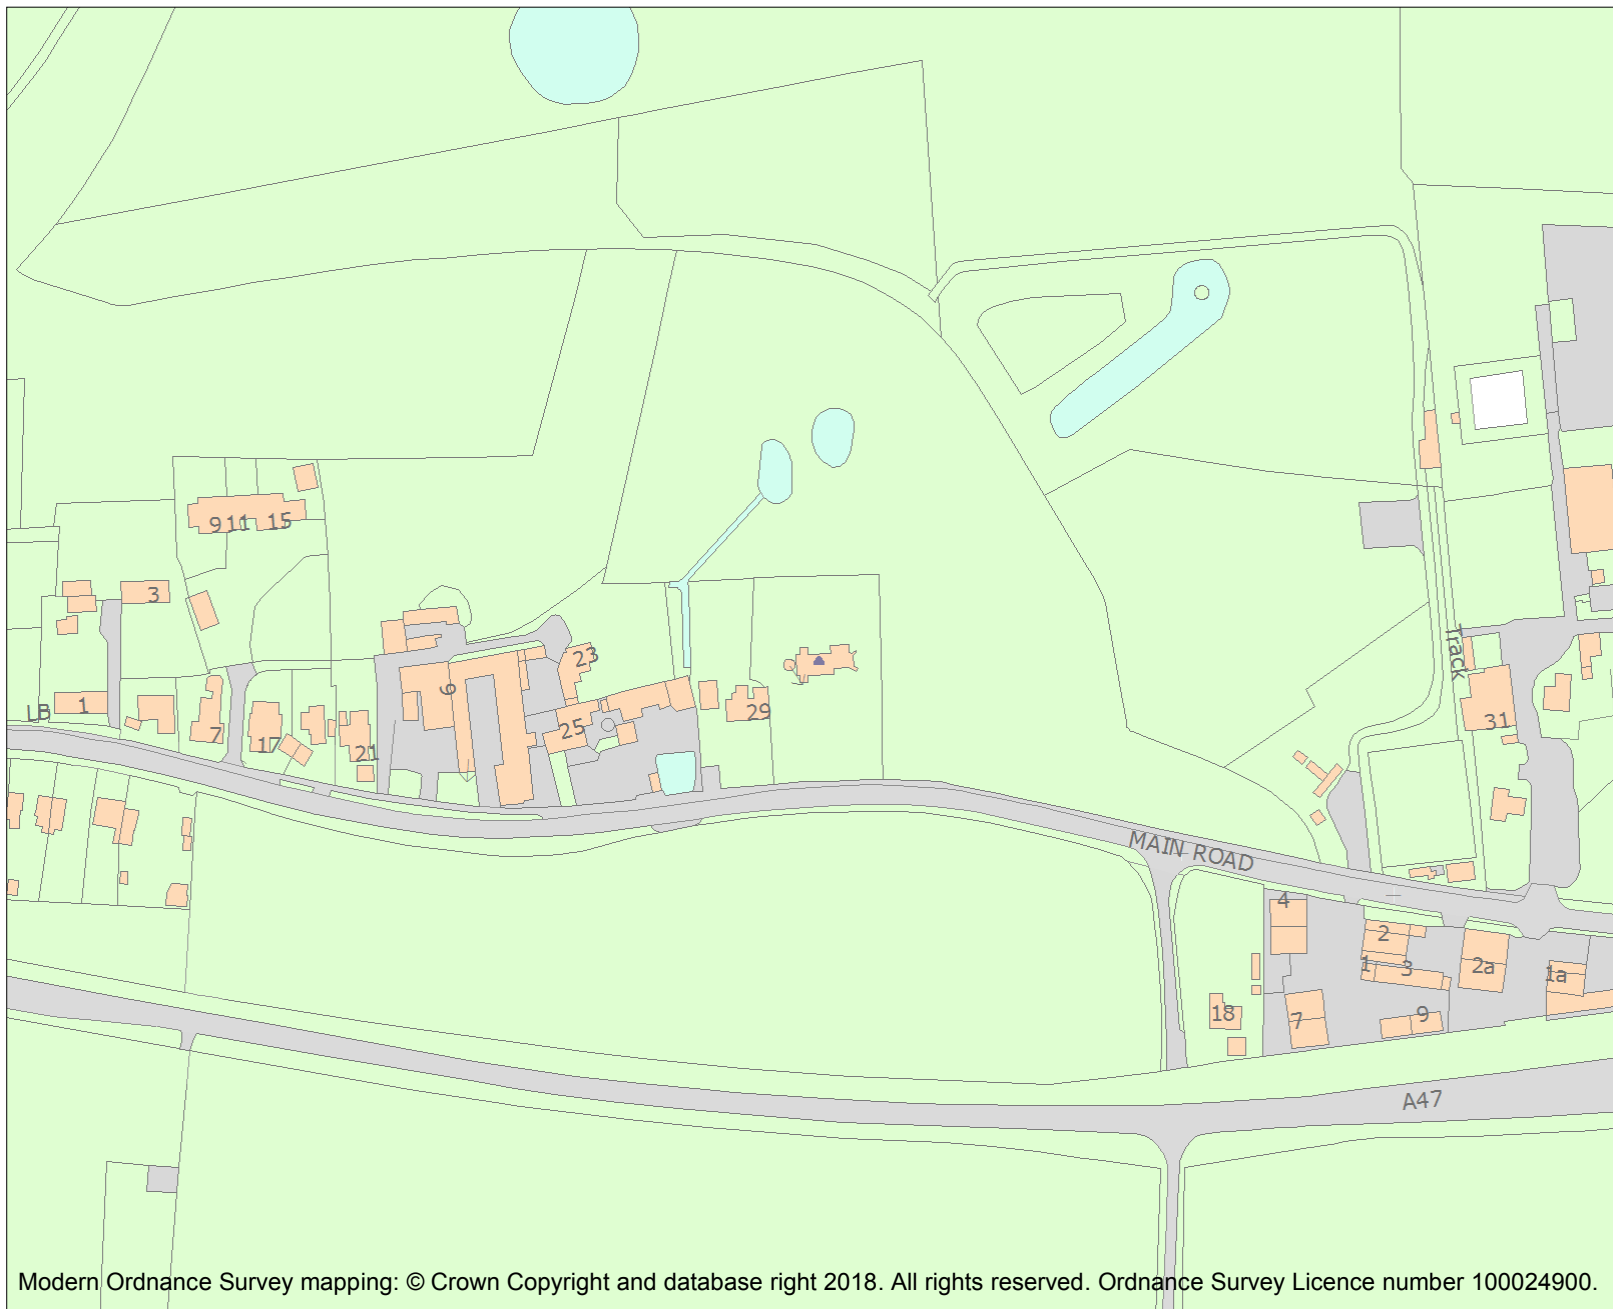 9 11 15
3
23
9
LB 1
29
7
25
31
17
21
Track
MAIN ROAD
4
2
1 3
2a
1a
18
7
9
A47
Modern Ordnance Survey mapping: © Crown Copyright and database right 2018. All rights reserved. Ordnance Survey Licence number 100024900.